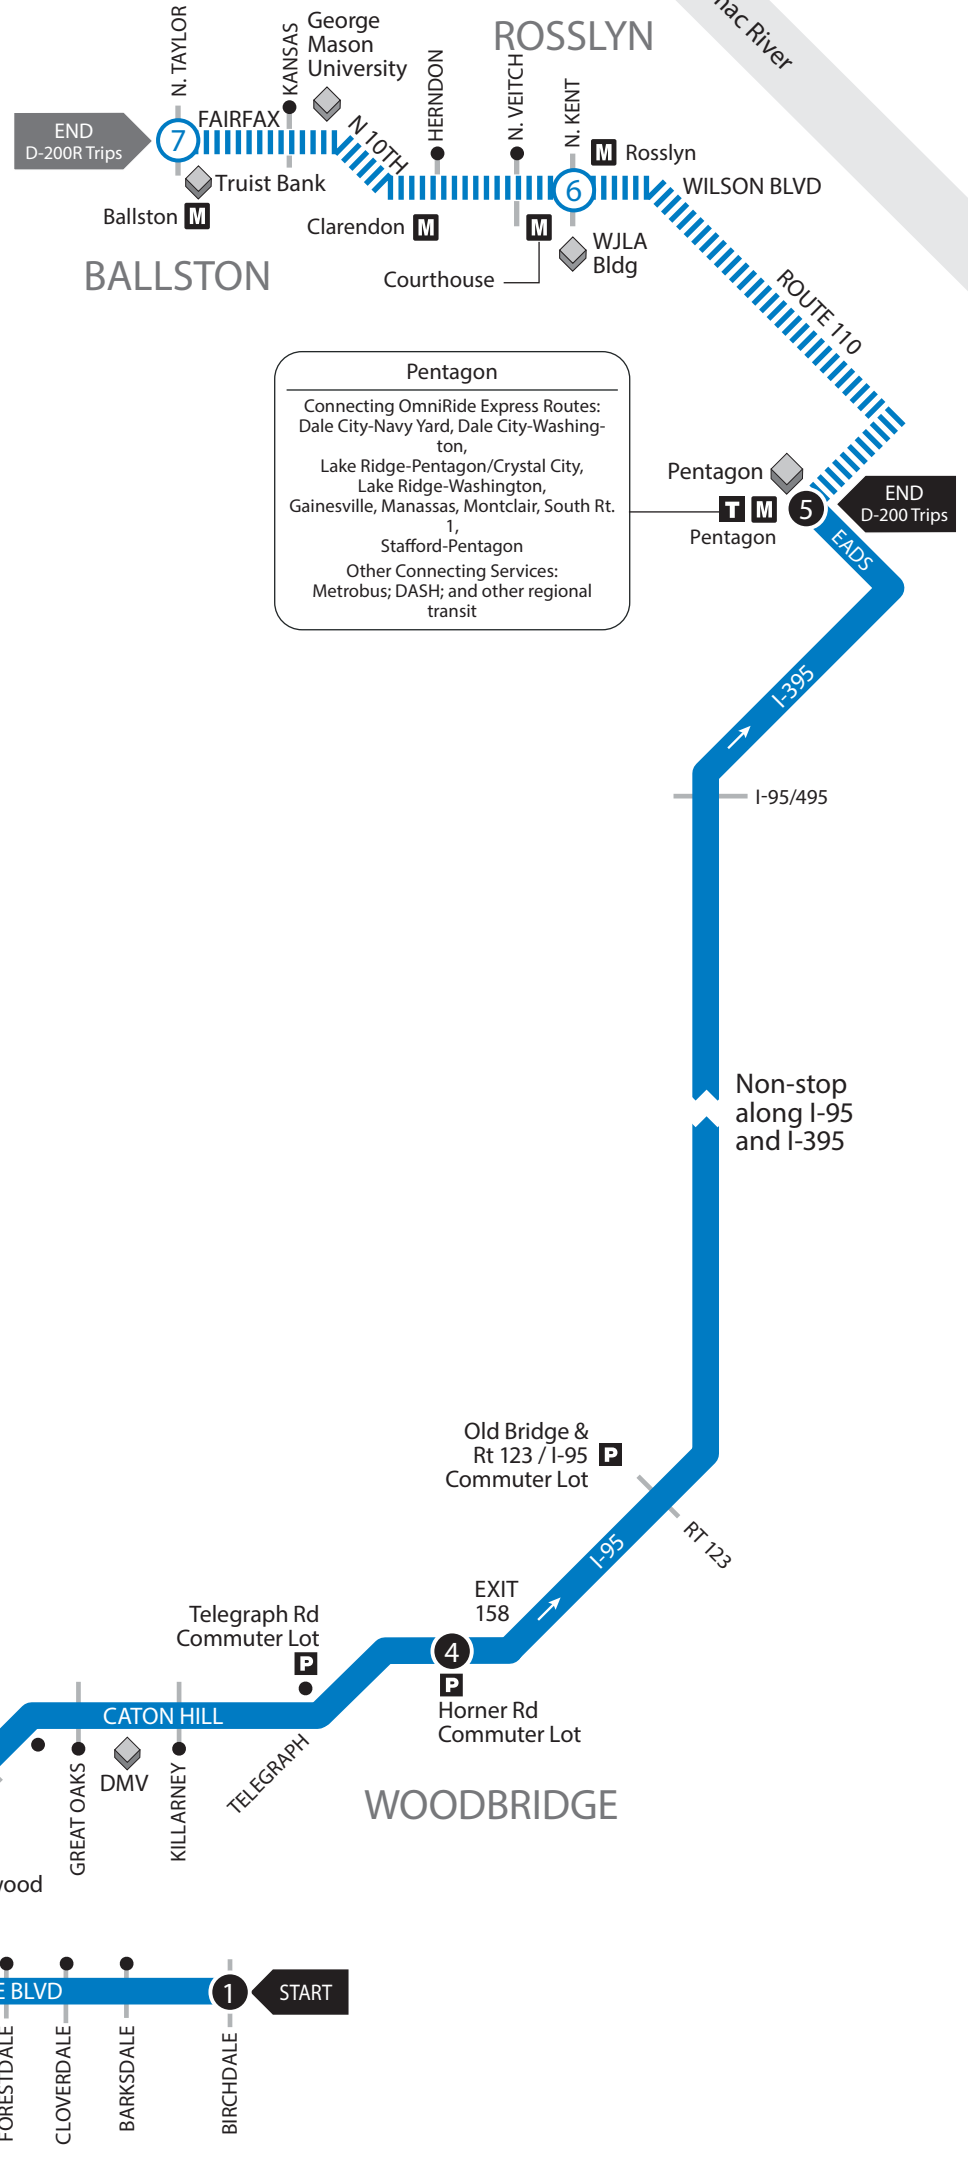 N. TAYLOR
KANSAS
George
Mason
University
HERNDON
ROSSLYN
N. VEITCH
N. KENT
River
END
D-200R Trips
7
FAIRFAX
N 10TH
M Rosslyn
Truist Bank
Ballston M
Clarendon M
6
WILSON BLVD
M
Courthouse
WJLA
Bldg
BALLSTON
ROUTE 110
Pentagon
Connecting OmniRide Express Routes:
Dale City-Navy Yard, Dale City-Washing-
ton,
Lake Ridge-Pentagon/Crystal City,
Lake Ridge-Washington,
Gainesville, Manassas, Montclair, South Rt.
1,
Stafford-Pentagon
Other Connecting Services:
Metrobus; DASH; and other regional
transit
Pentagon
T M
Pentagon
5
END
D-200 Trips
EADS
I-395
I-95/495
Non-stop
along I-95
and I-395
Old Bridge &
Rt 123 / I-95 P
Commuter Lot
RT 123
I-95
EXIT
158
Telegraph Rd
Commuter Lot
P
4
P
Horner Rd
Commuter Lot
CATON HILL
DMV
GREAT OAKS
KILLARNEY
TELEGRAPH
WOODBRIDGE
BLVD
1
START
FORESTDALE
CLOVERDALE
BARKSDALE
BIRCHDALE